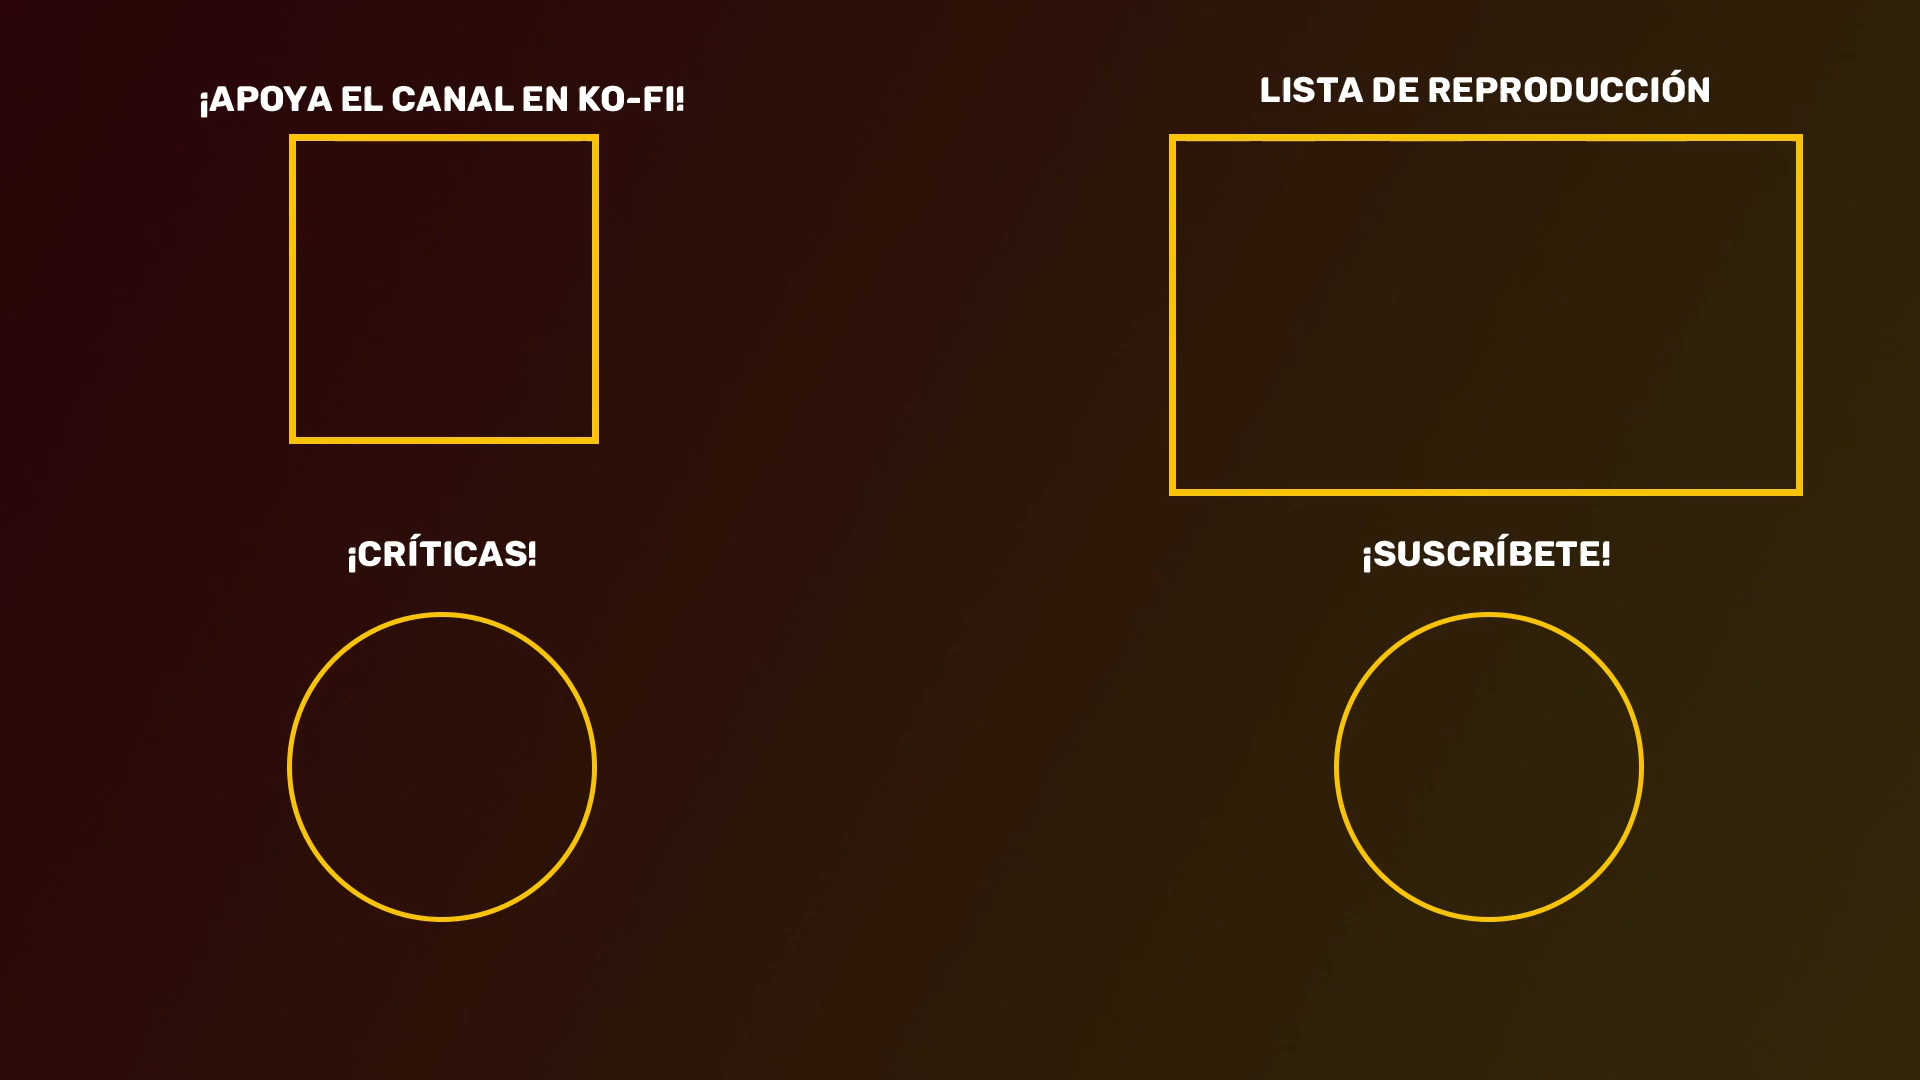 ¡APOYA EL CANAL EN KO-FI!
LISTA DE REPRODUCCIÓN
¡CRÍTICAS!
¡SUSCRÍBETE!